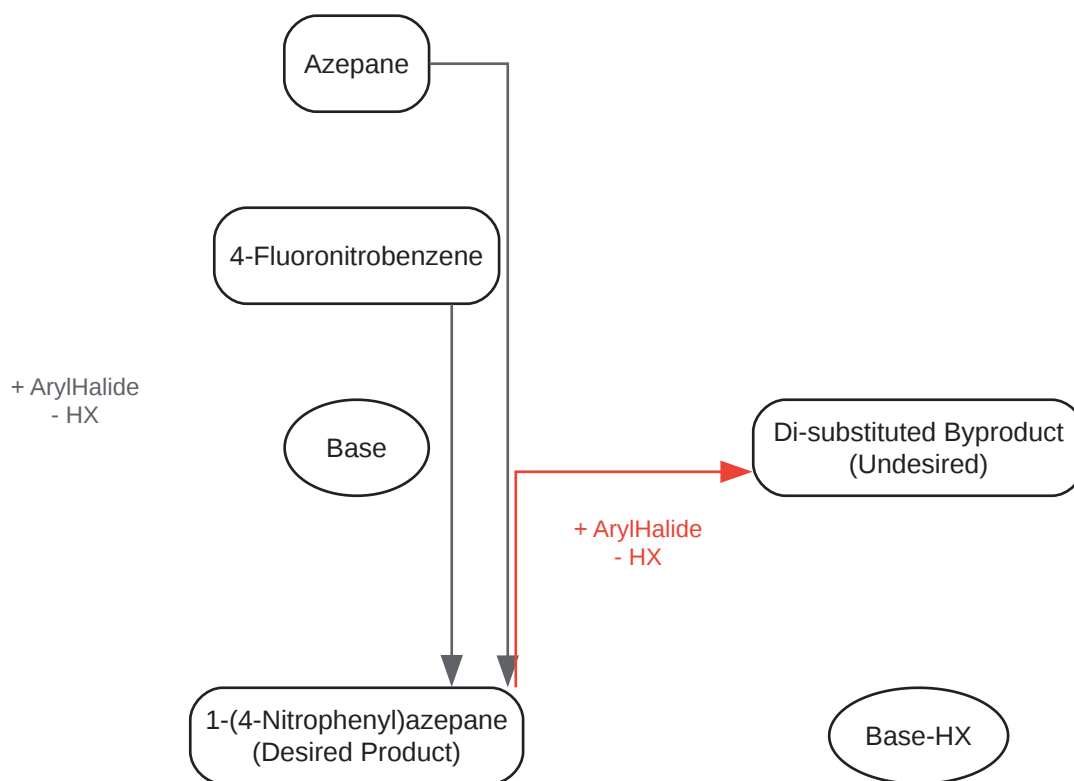 Azepane
4-Fluoronitrobenzene
+ ArylHalide
- HX
Base
Di-substituted Byproduct
(Undesired)
+ ArylHalide
- HX
1-(4-Nitrophenyl)azepane
(Desired Product)
Base-HX